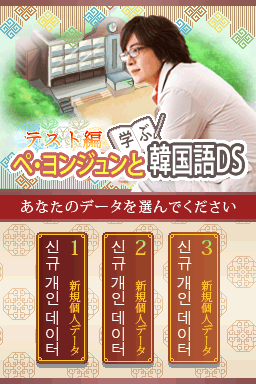 テスト編
学ぶ
ペ・ヨンジュンと韓国語DS
あなたのデータを選んでください
1
新規個人データ
신규 개인 데이터
2
新規個人データ
신규 개인 데이터
3
新規個人データ
신규 개인 데이터